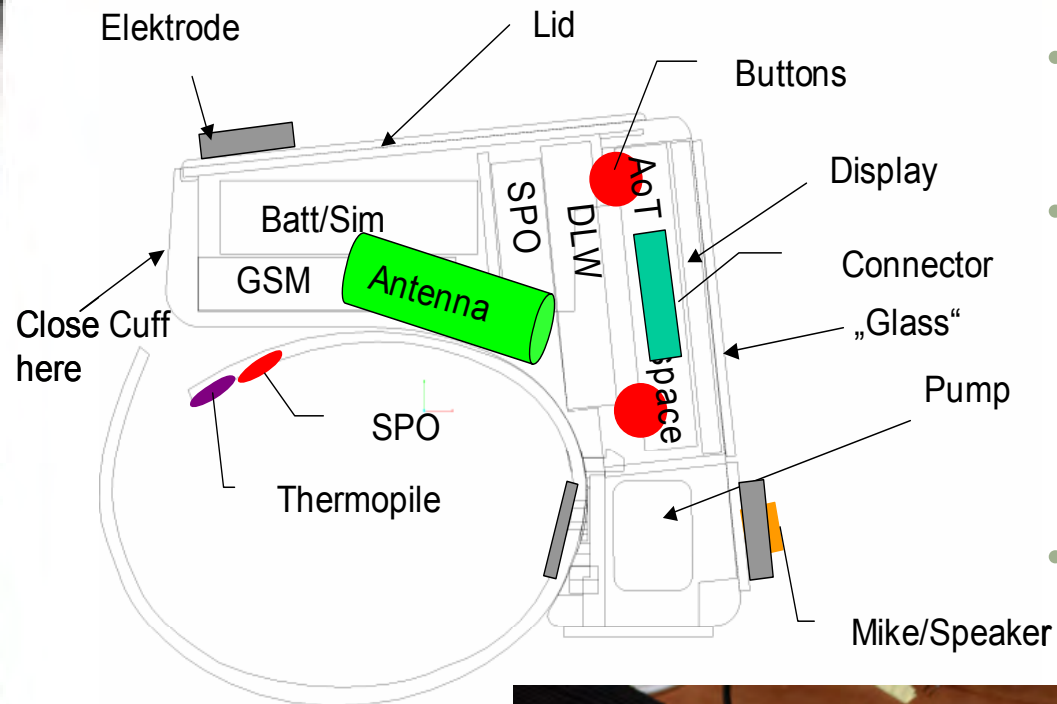 Elektrode
Lid
Buttons
Display
Connector
„Glass“
Pump
Mike/Speaker
Batt/Sim
GSM
Antenna
SPO
DLW
AoT
space
Close Cuff
here
SPO
Thermopile